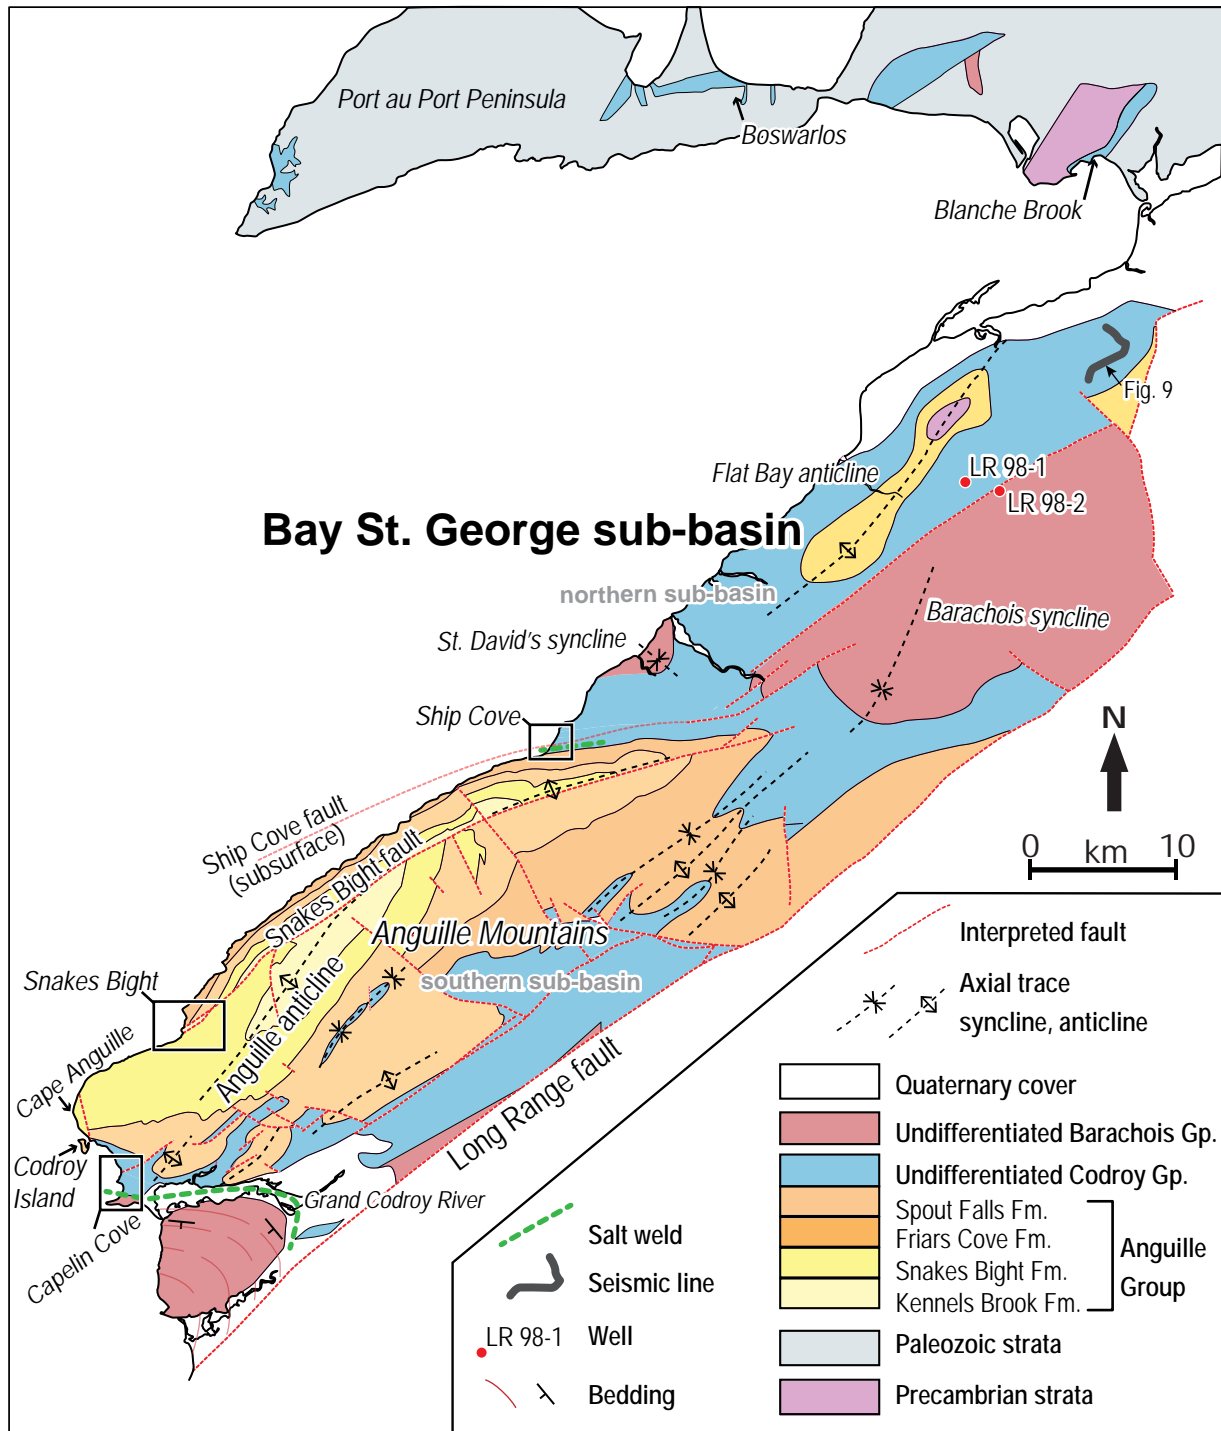 Port au Port Peninsula
Boswarlos
Blanche Brook
Fig. 9
Flat Bay anticline
LR 98-1
LR 98-2
Bay St. George sub-basin
northern sub-basin
Barachois syncline
St. David's syncline
Ship Cove
N
0 10
km
Ship Cove fault
(subsurface)
Snakes Bight fault
Anguille Mountains
southern sub-basin
Snakes Bight
Anguille anticline
Cape Anguille
Long Range fault
Codroy
Island
Grand Codroy River
Capelin Cove
Interpreted fault
Axial trace
syncline, anticline
Quaternary cover
Undifferentiated Barachois Gp.
Undifferentiated Codroy Gp.
Spout Falls Fm.
Friars Cove Fm.
Snakes Bight Fm.
Kennels Brook Fm.
Anguille
Group
Paleozoic strata
Precambrian strata
Salt weld
Seismic line
LR 98-1 Well
Bedding